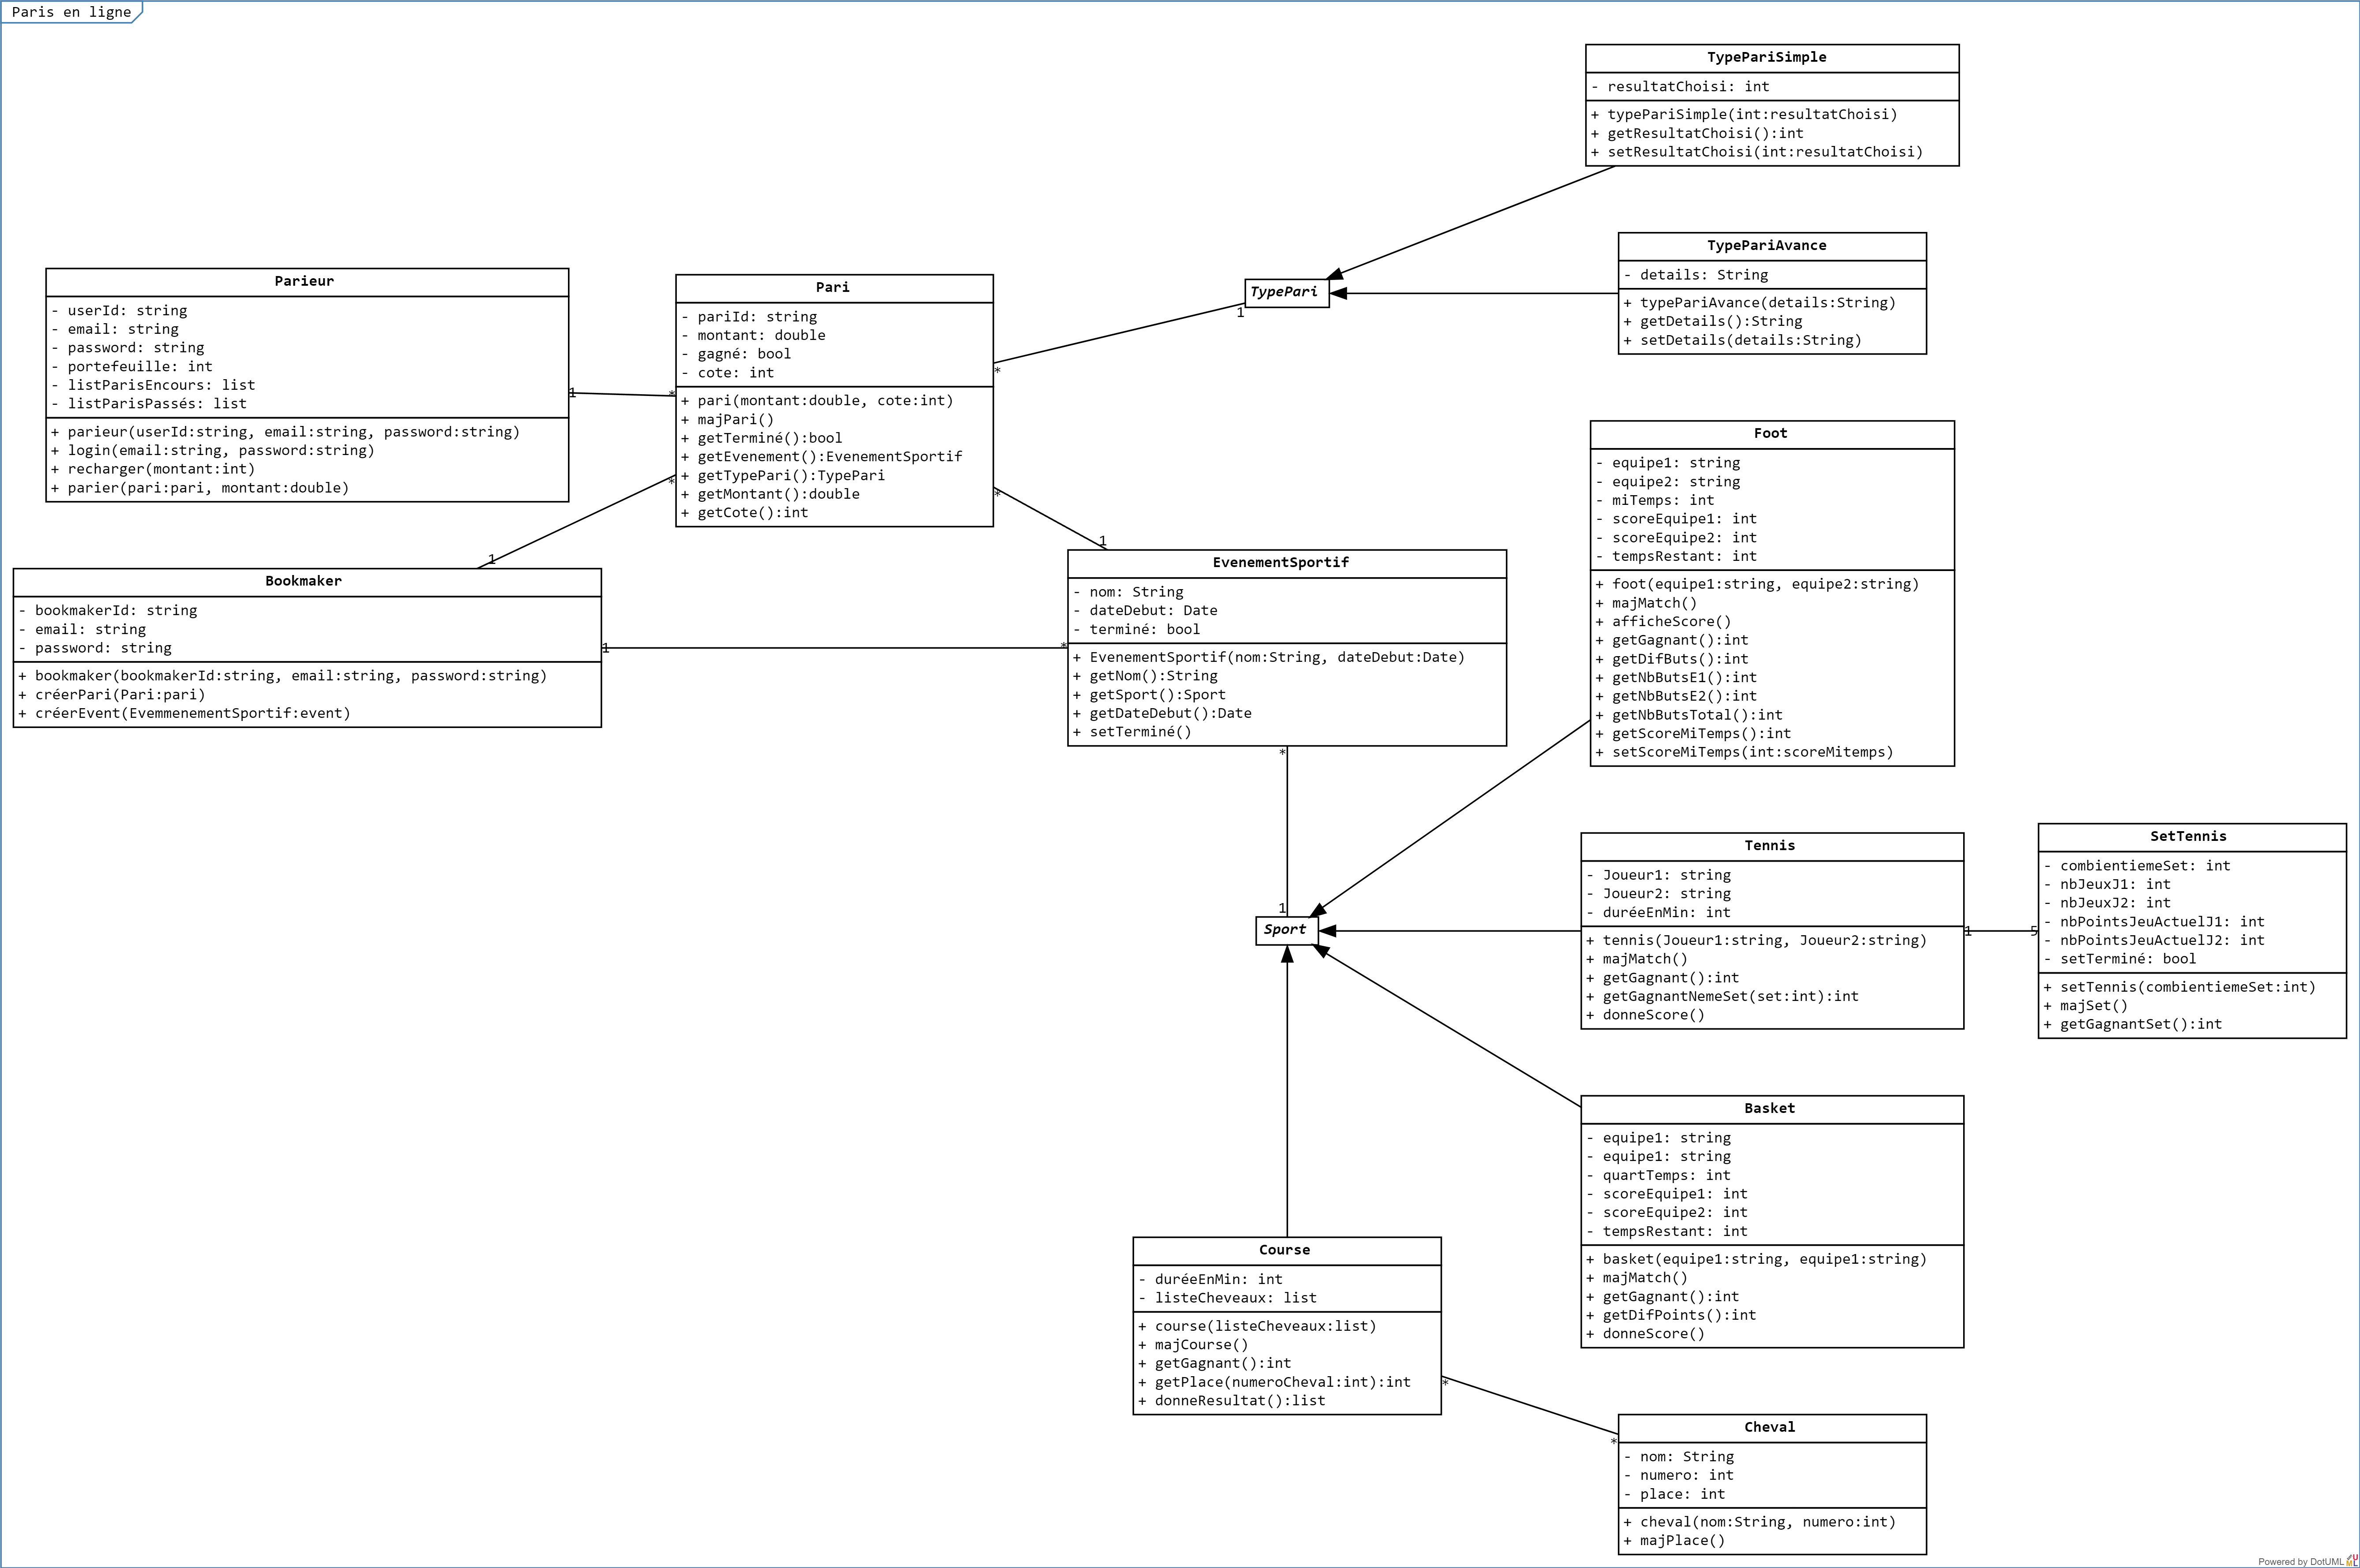 Paris en ligne
TypePariSimple
- resultatChoisi: int
+ typePariSimple(int:resultatChoisi)
+ getResultatChoisi():int
+ setResultatChoisi(int:resultatChoisi)
TypePariAvance
- details: String
+ typePariAvance(details:String)
+ getDetails():String
+ setDetails(details:String)
TypePari
1
*
Parieur
- userId: string
- email: string
- password: string
- portefeuille: int
- listParisEncours: list
- listParisPassés: list
+ parieur(userId:string, email:string, password:string)
+ login(email:string, password:string)
+ recharger(montant:int)
+ parier(pari:pari, montant:double)
1
*
Pari
- pariId: string
- montant: double
- gagné: bool
- cote: int
+ pari(montant:double, cote:int)
+ majPari()
+ getTerminé():bool
+ getEvenement():EvenementSportif
+ getTypePari():TypePari
+ getMontant():double
+ getCote():int
*
1
*
1
Bookmaker
- bookmakerId: string
- email: string
- password: string
+ bookmaker(bookmakerId:string, email:string, password:string)
+ créerPari(Pari:pari)
+ créerEvent(EvemmenementSportif:event)
1
*
EvenementSportif
- nom: String
- dateDebut: Date
- terminé: bool
+ EvenementSportif(nom:String, dateDebut:Date)
+ getNom():String
+ getSport():Sport
+ getDateDebut():Date
+ setTerminé()
*
1
Sport
Foot
- equipe1: string
- equipe2: string
- miTemps: int
- scoreEquipe1: int
- scoreEquipe2: int
- tempsRestant: int
+ foot(equipe1:string, equipe2:string)
+ majMatch()
+ afficheScore()
+ getGagnant():int
+ getDifButs():int
+ getNbButsE1():int
+ getNbButsE2():int
+ getNbButsTotal():int
+ getScoreMiTemps():int
+ setScoreMiTemps(int:scoreMitemps)
Tennis
- Joueur1: string
- Joueur2: string
- duréeEnMin: int
+ tennis(Joueur1:string, Joueur2:string)
+ majMatch()
+ getGagnant():int
+ getGagnantNemeSet(set:int):int
+ donneScore()
1
5
SetTennis
- combientiemeSet: int
- nbJeuxJ1: int
- nbJeuxJ2: int
- nbPointsJeuActuelJ1: int
- nbPointsJeuActuelJ2: int
- setTerminé: bool
+ setTennis(combientiemeSet:int)
+ majSet()
+ getGagnantSet():int
Basket
- equipe1: string
- equipe1: string
- quartTemps: int
- scoreEquipe1: int
- scoreEquipe2: int
- tempsRestant: int
+ basket(equipe1:string, equipe1:string)
+ majMatch()
+ getGagnant():int
+ getDifPoints():int
+ donneScore()
Course
- duréeEnMin: int
- listeCheveaux: list
+ course(listeCheveaux:list)
+ majCourse()
+ getGagnant():int
+ getPlace(numeroCheval:int):int
+ donneResultat():list
*
*
Cheval
- nom: String
- numero: int
- place: int
+ cheval(nom:String, numero:int)
+ majPlace()
Powered by DotUML